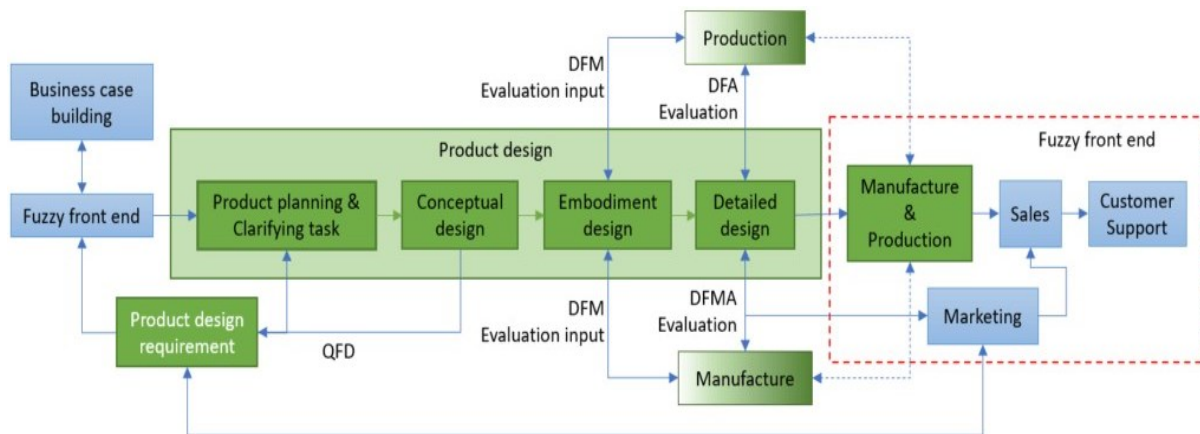 Production
DFM
Evaluation input
DFA
Evaluation
Business case
building
Product design
Fuzzy front end
Fuzzy front end
Product planning &
Clarifying task
Conceptual
design
Embodiment
design
Detailed
design
Manufacture
&
Production
Sales
Customer
Support
Product design
requirement
QFD
DFM
Evaluation input
DFMA
Evaluation
Marketing
Manufacture